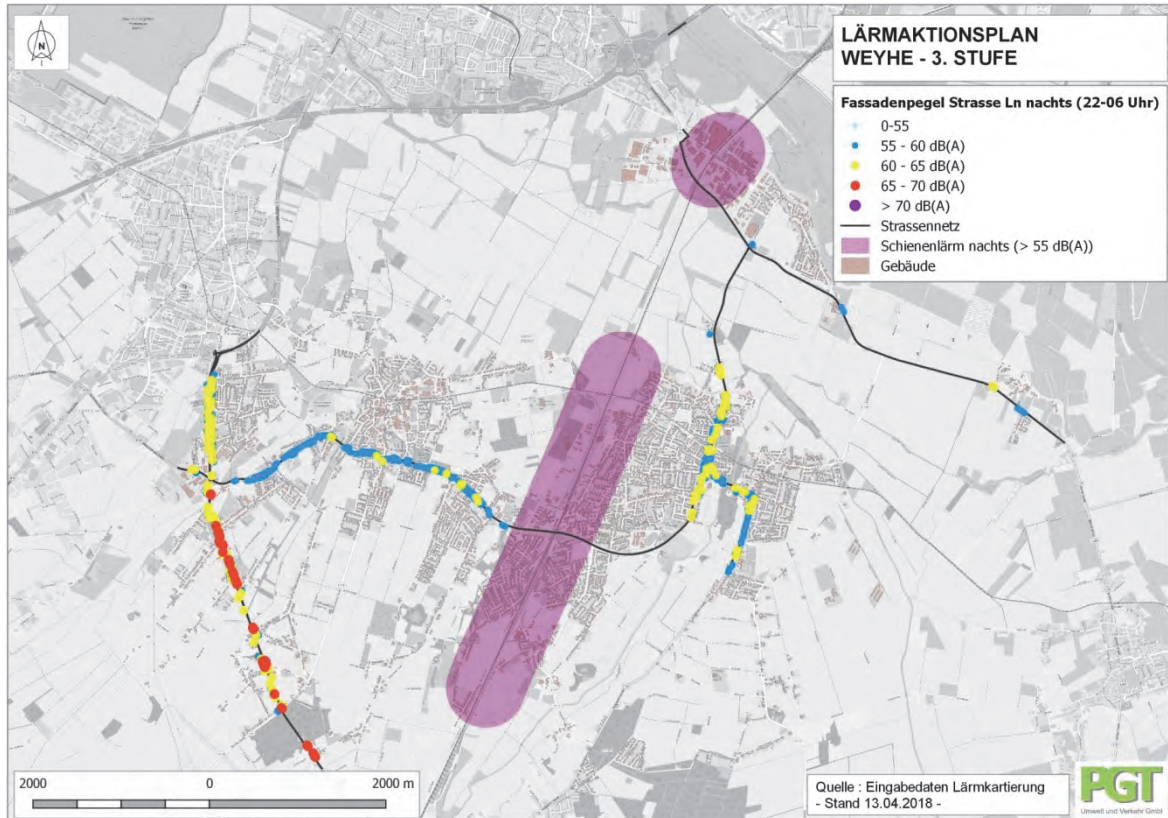 N
LÄRMAKTIONSPLAN
WEYHE - 3. STUFE
Fassadenpegel Strasse Ln nachts (22-06 Uhr)
0-55
55 - 60 dB(A)
60 - 65 dB(A)
65 - 70 dB(A)
> 70 dB(A)
Strassennetz
Schienenlärm nachts (> 55 dB(A))
Gebäude
2000
0
2000 m
Quelle : Eingabedaten Lärmkartierung
- Stand 13.04.2018 -
PGT
Umwelt und Verkehr GmbH